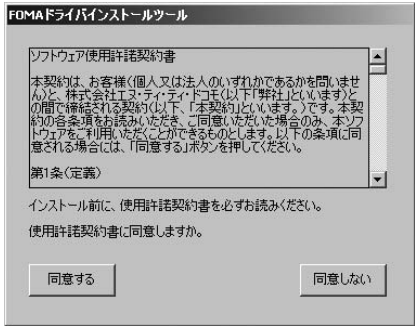 FOMAドライバインストールツール
ソフトウェア使用許諾契約書
本契約は、お客様(個人又は法人のいずれかであるかを問いませ
ん)と、株式会社エヌ・ティ・ティ・ドコモ(以下「弊社」といいます)と
の間で締結される契約(以下、「本契約」といいます。)です。本契
約の各条項をお読みいただき、ご同意いただいた場合のみ、本ソフ
トウェアをご利用いただくことができるものとします。以下の条項に同
意される場合には、「同意する」ボタンを押してください。
第1条(定義)
インストール前に、使用許諾契約書を必ずお読みください。
使用許諾契約書に同意しますか。
同意する
同意しない